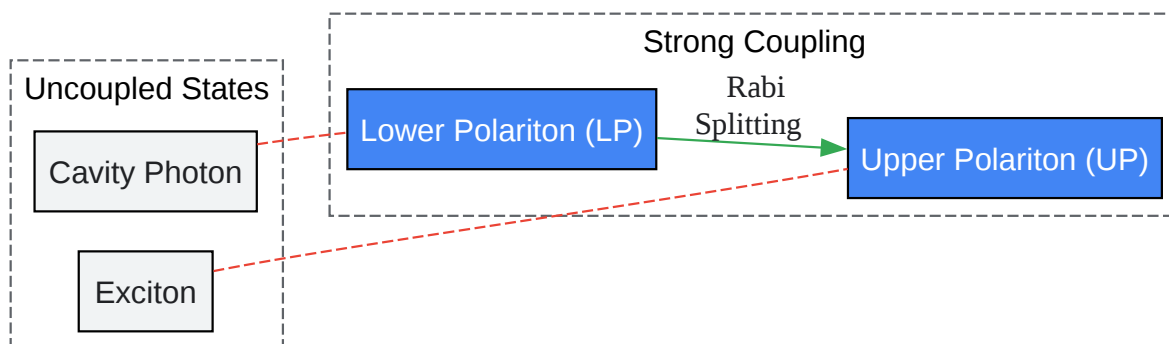 Strong Coupling
Uncoupled States
Rabi
Splitting
Lower Polariton (LP)
Upper Polariton (UP)
Cavity Photon
Exciton